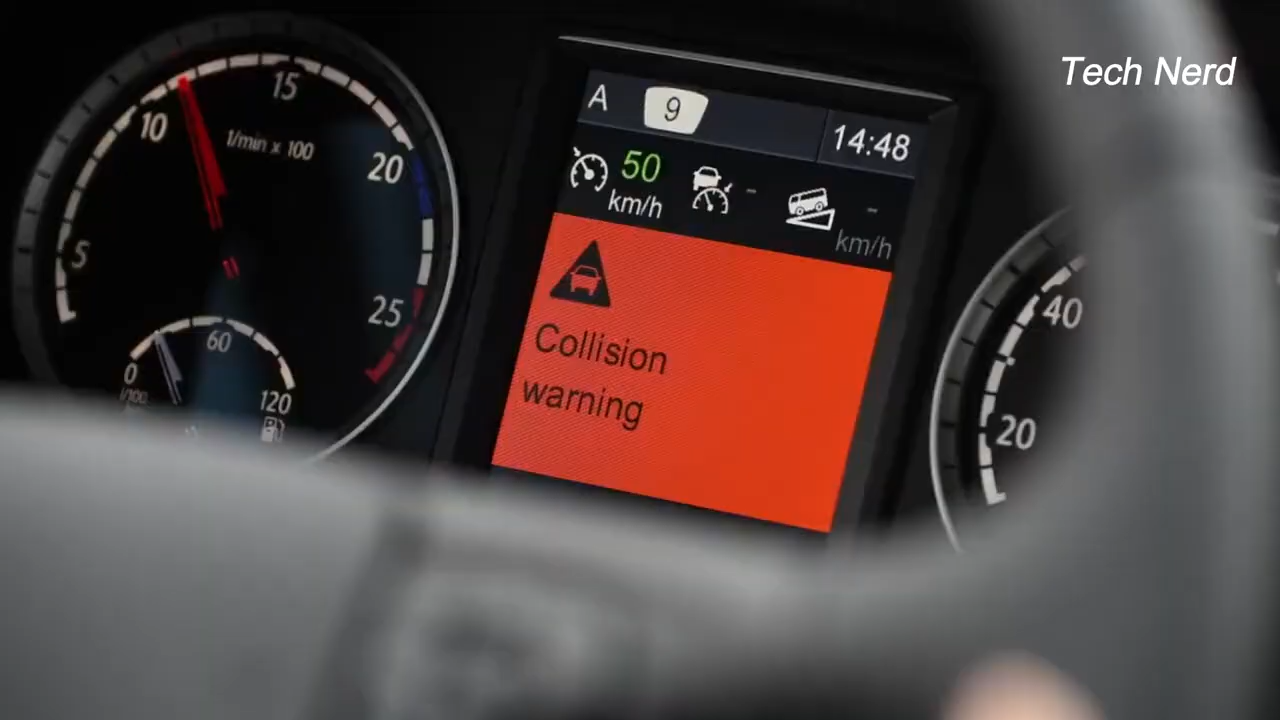 Tech Nerd
5
10
15
20
25
1/min x 100
0
60
120
1/100
A 9 14:48
50
km/h
-
-
km/h
Collision
warning
40
20